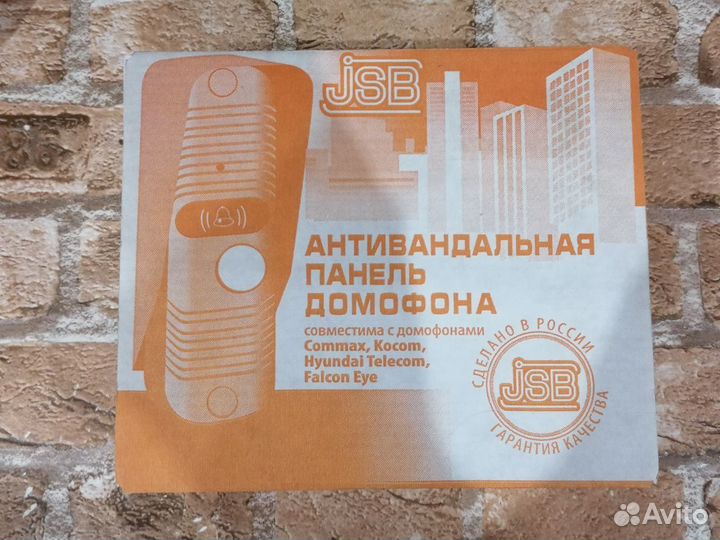 JSB
АНТИВАНДАЛЬНАЯ
ПАНЕЛЬ
ДОМОФОНА
совместима с домофонами
Commax, Kocom,
Hyundai Telecom,
Falcon Eye
СДЕЛАНО В РОССИИ
JSB
ГАРАНТИЯ КАЧЕСТВА
Avito